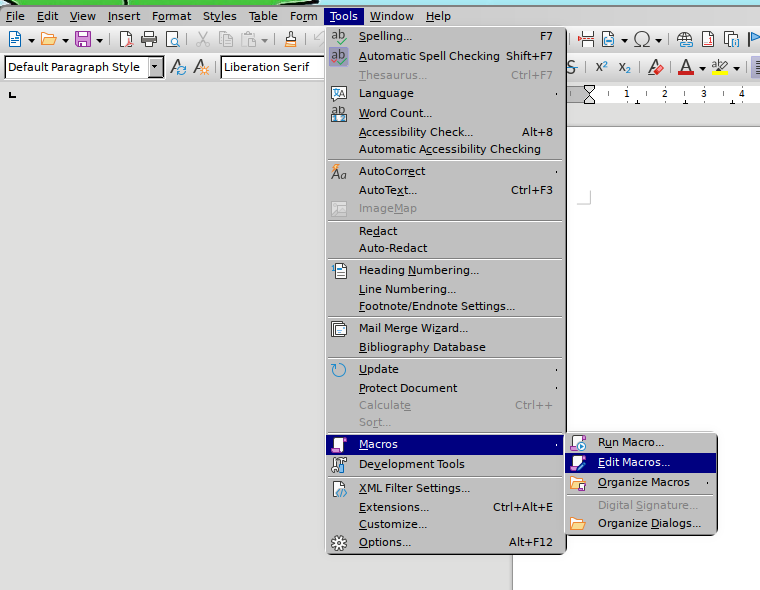 File Edit View Insert Format Styles Table Form Tools Window Help
Default Paragraph Style Liberation Serif
Spelling... F7
Automatic Spell Checking Shift+F7
Thesaurus... Ctrl+F7
Language
Word Count...
Accessibility Check... Alt+8
Automatic Accessibility Checking
AutoCorrect
AutoText... Ctrl+F3
ImageMap
Redact
Auto-Redact
Heading Numbering...
Line Numbering...
Footnote/Endnote Settings...
Mail Merge Wizard...
Bibliography Database
Update
Protect Document
Calculate Ctrl++
Sort...
Macros
Development Tools
XML Filter Settings...
Extensions... Ctrl+Alt+E
Customize...
Options... Alt+F12
Run Macro...
Edit Macros...
Organize Macros
Digital Signature...
Organize Dialogs...
1 2 3 4